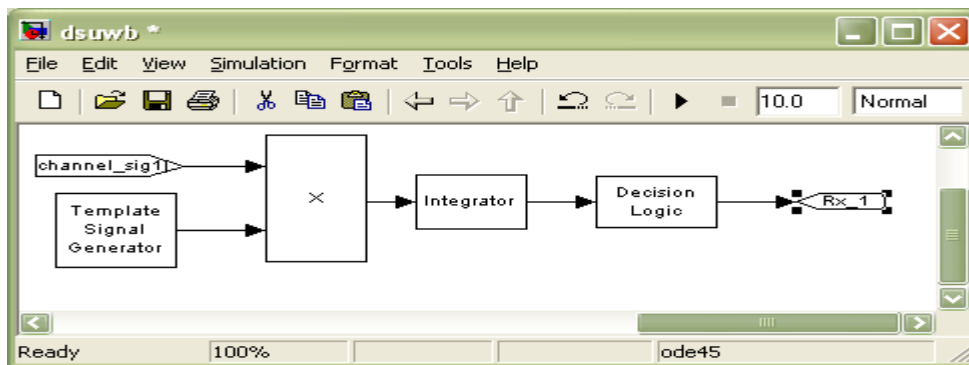 dsuwb *
File Edit View Simulation Format Tools Help
10.0 Normal
channel_sig1
Template
Signal
Generator
×
Integrator
Decision
Logic
Rx_1
Ready 100% ode45